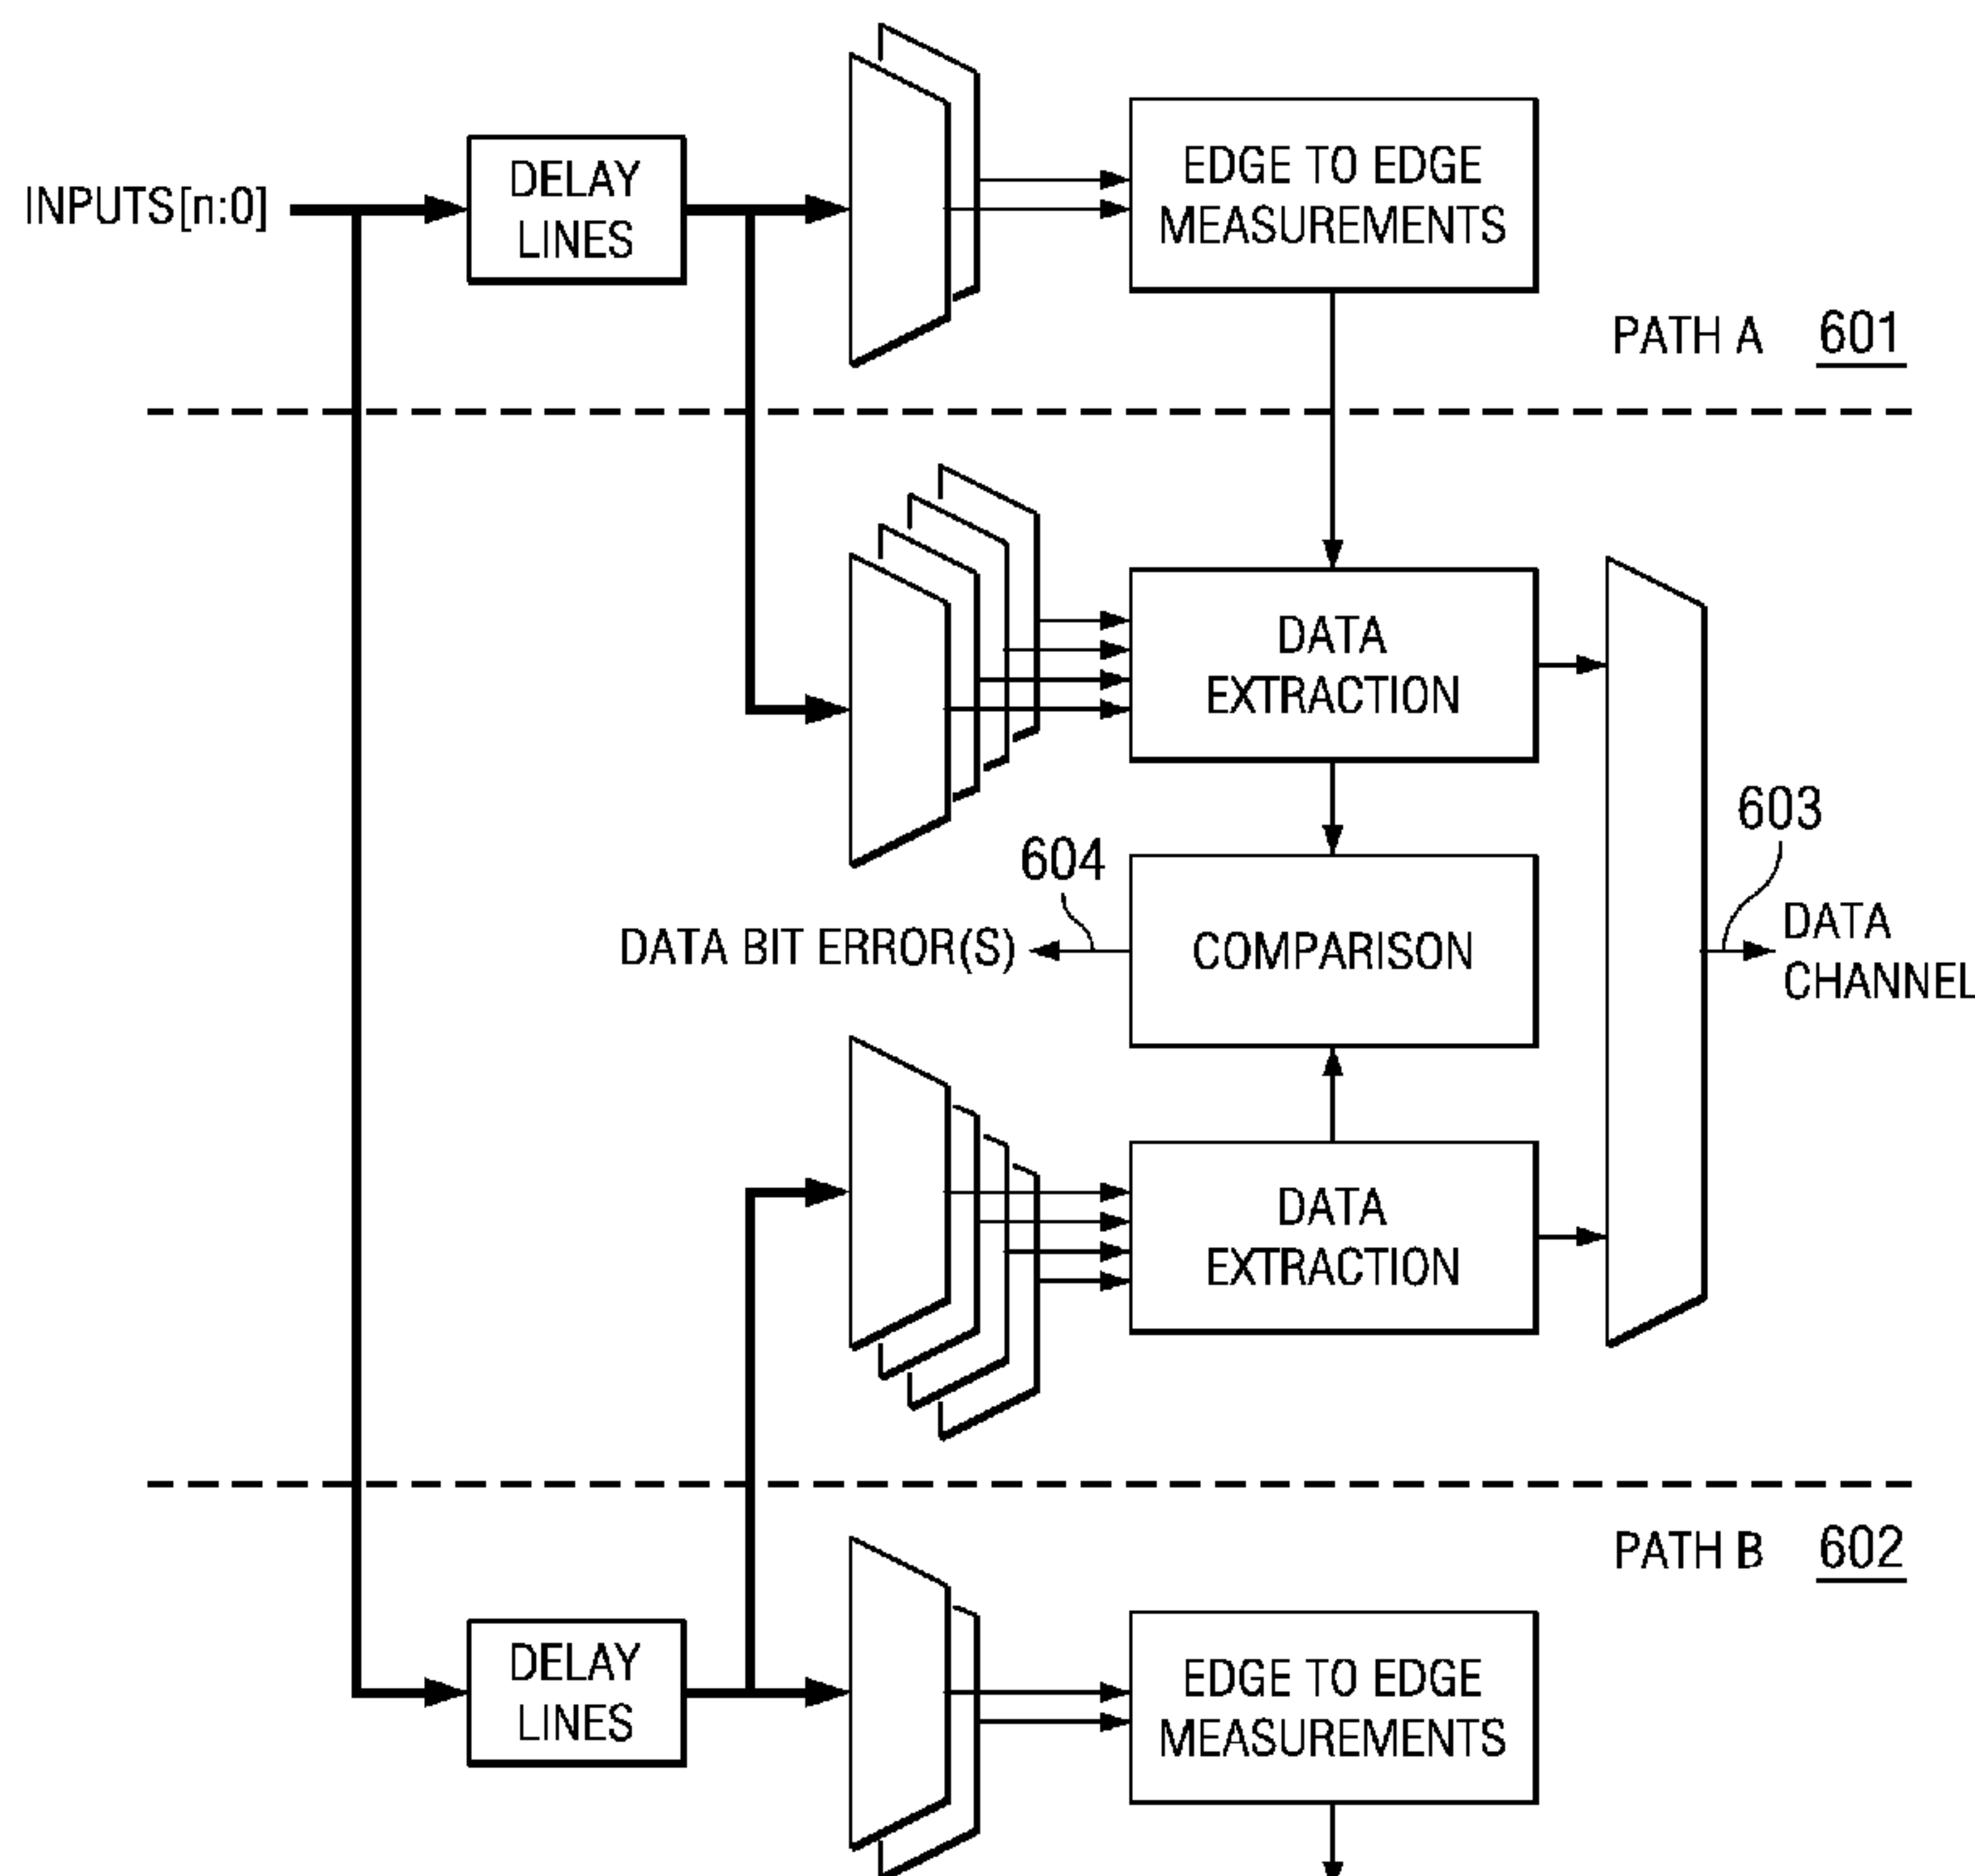 DELAY
LINES
INPUTS[n:0]
EDGE TO EDGE
MEASUREMENTS
PATH A 601
DATA
EXTRACTION
603
604
DATA BIT ERROR(S)
COMPARISON
DATA
CHANNEL
DATA
EXTRACTION
PATH B 602
DELAY
LINES
EDGE TO EDGE
MEASUREMENTS